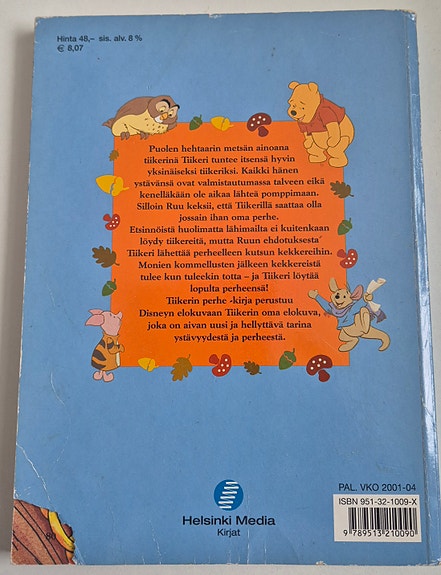 Hinta 48,– sis. alv. 8 %
€ 8,07
Puolen hehtaarin metsän ainoana
tiikerinä Tiikeri tuntee itsensä hyvin
yksinäiseksi tiikeriksi. Kaikki hänen
ystävänsä ovat valmistautumassa talveen eikä
kenelläkään ole aikaa lähteä pomppimaan.
Silloin Ruu keksii, että Tiikerillä saattaa olla
jossain ihan oma perhe.
Etsinnöistä huolimatta lähimailta ei kuitenkaan
löydy tiikereitä, mutta Ruun ehdotuksesta
Tiikeri lähettää perheelleen kutsun kekkereihin.
Monien kommellusten jälkeen kekkereistä
tulee kun tuleekin totta – ja Tiikeri löytää
lopulta perheensä!
Tiikerin perhe -kirja perustuu
Disneyn elokuvaan Tiikerin oma elokuva,
joka on aivan uusi ja hellyttävä tarina
ystävyydestä ja perheestä.
PAL. VKO 2001-04
ISBN 951-32-1009-X
9 789513 210090
Helsinki Media
Kirjat
80